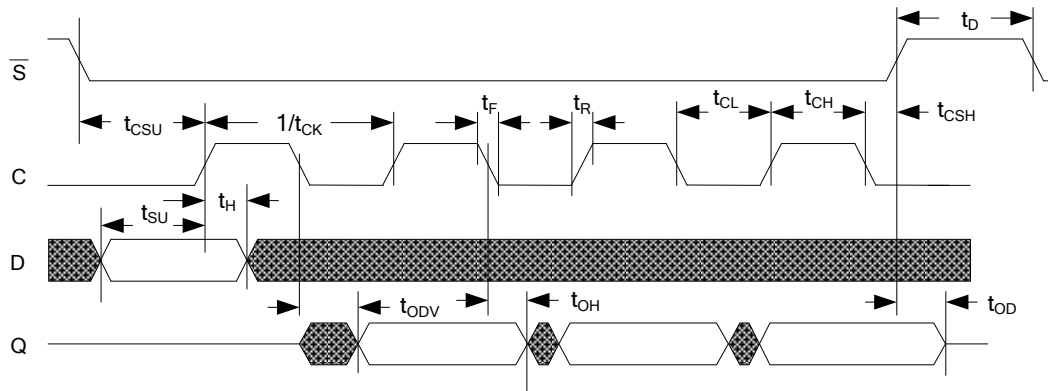 t_D
S̅
t_F
t_R
t_CL
t_CH
t_CSU
1/t_CK
t_CSH
C
t_SU
t_H
D
t_ODV
t_OH
t_OD
Q